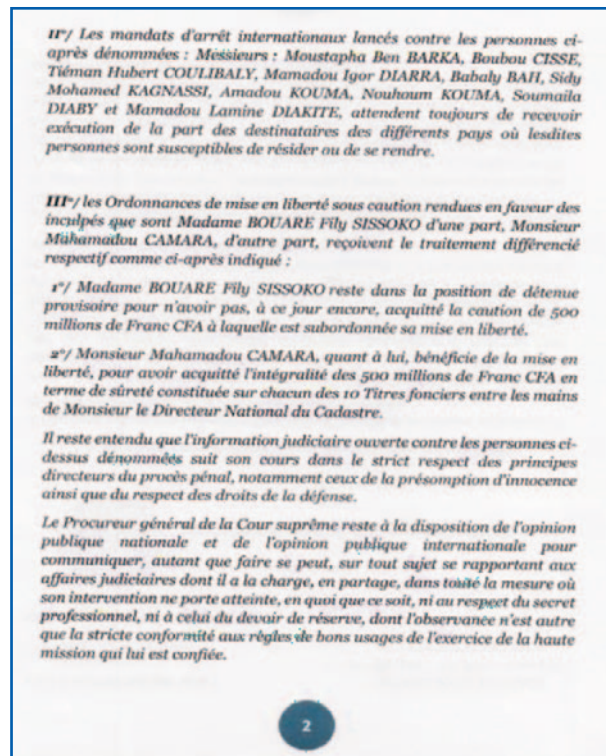 II°/ Les mandats d'arrêt internationaux lancés contre les personnes ci-
après dénommées : Messieurs : Moustapha Ben BARKA, Boubou CISSE,
Tiéman Hubert COULIBALY, Mamadou Igor DIARRA, Babaly BAH, Sidy
Mohamed KAGNASSI, Amadou KOUMA, Nouhoum KOUMA, Soumaila
DIABY et Mamadou Lamine DIAKITE, attendent toujours de recevoir
exécution de la part des destinataires des différents pays où lesdites
personnes sont susceptibles de résider ou de se rendre.
III°/ les Ordonnances de mise en liberté sous caution rendues en faveur des
inculpés que sont Madame BOUARE Fily SISSOKO d'une part, Monsieur
Mahamadou CAMARA, d'autre part, reçoivent le traitement différencié
respectif comme ci-après indiqué :
1°/ Madame BOUARE Fily SISSOKO reste dans la position de détenue
provisoire pour n'avoir pas, à ce jour encore, acquitté la caution de 500
millions de Franc CFA à laquelle est subordonnée sa mise en liberté.
2°/ Monsieur Mahamadou CAMARA, quant à lui, bénéficie de la mise en
liberté, pour avoir acquitté l'intégralité des 500 millions de Franc CFA en
terme de sûreté constituée sur chacun des 10 Titres fonciers entre les mains
de Monsieur le Directeur National du Cadastre.
Il reste entendu que l'information judiciaire ouverte contre les personnes ci-
dessus dénommées suit son cours dans le strict respect des principes
directeurs du procès pénal, notamment ceux de la présomption d'innocence
ainsi que du respect des droits de la défense.
Le Procureur général de la Cour suprême reste à la disposition de l'opinion
publique nationale et de l'opinion publique internationale pour
communiquer, autant que faire se peut, sur tout sujet se rapportant aux
affaires judiciaires dont il a la charge, en partage, dans toute la mesure où
son intervention ne porte atteinte, en quoi que ce soit, ni au respect du secret
professionnel, ni à celui du devoir de réserve, dont l'observance n'est autre
que la stricte conformité aux règles de bons usages de l'exercice de la haute
mission qui lui est confiée.
2